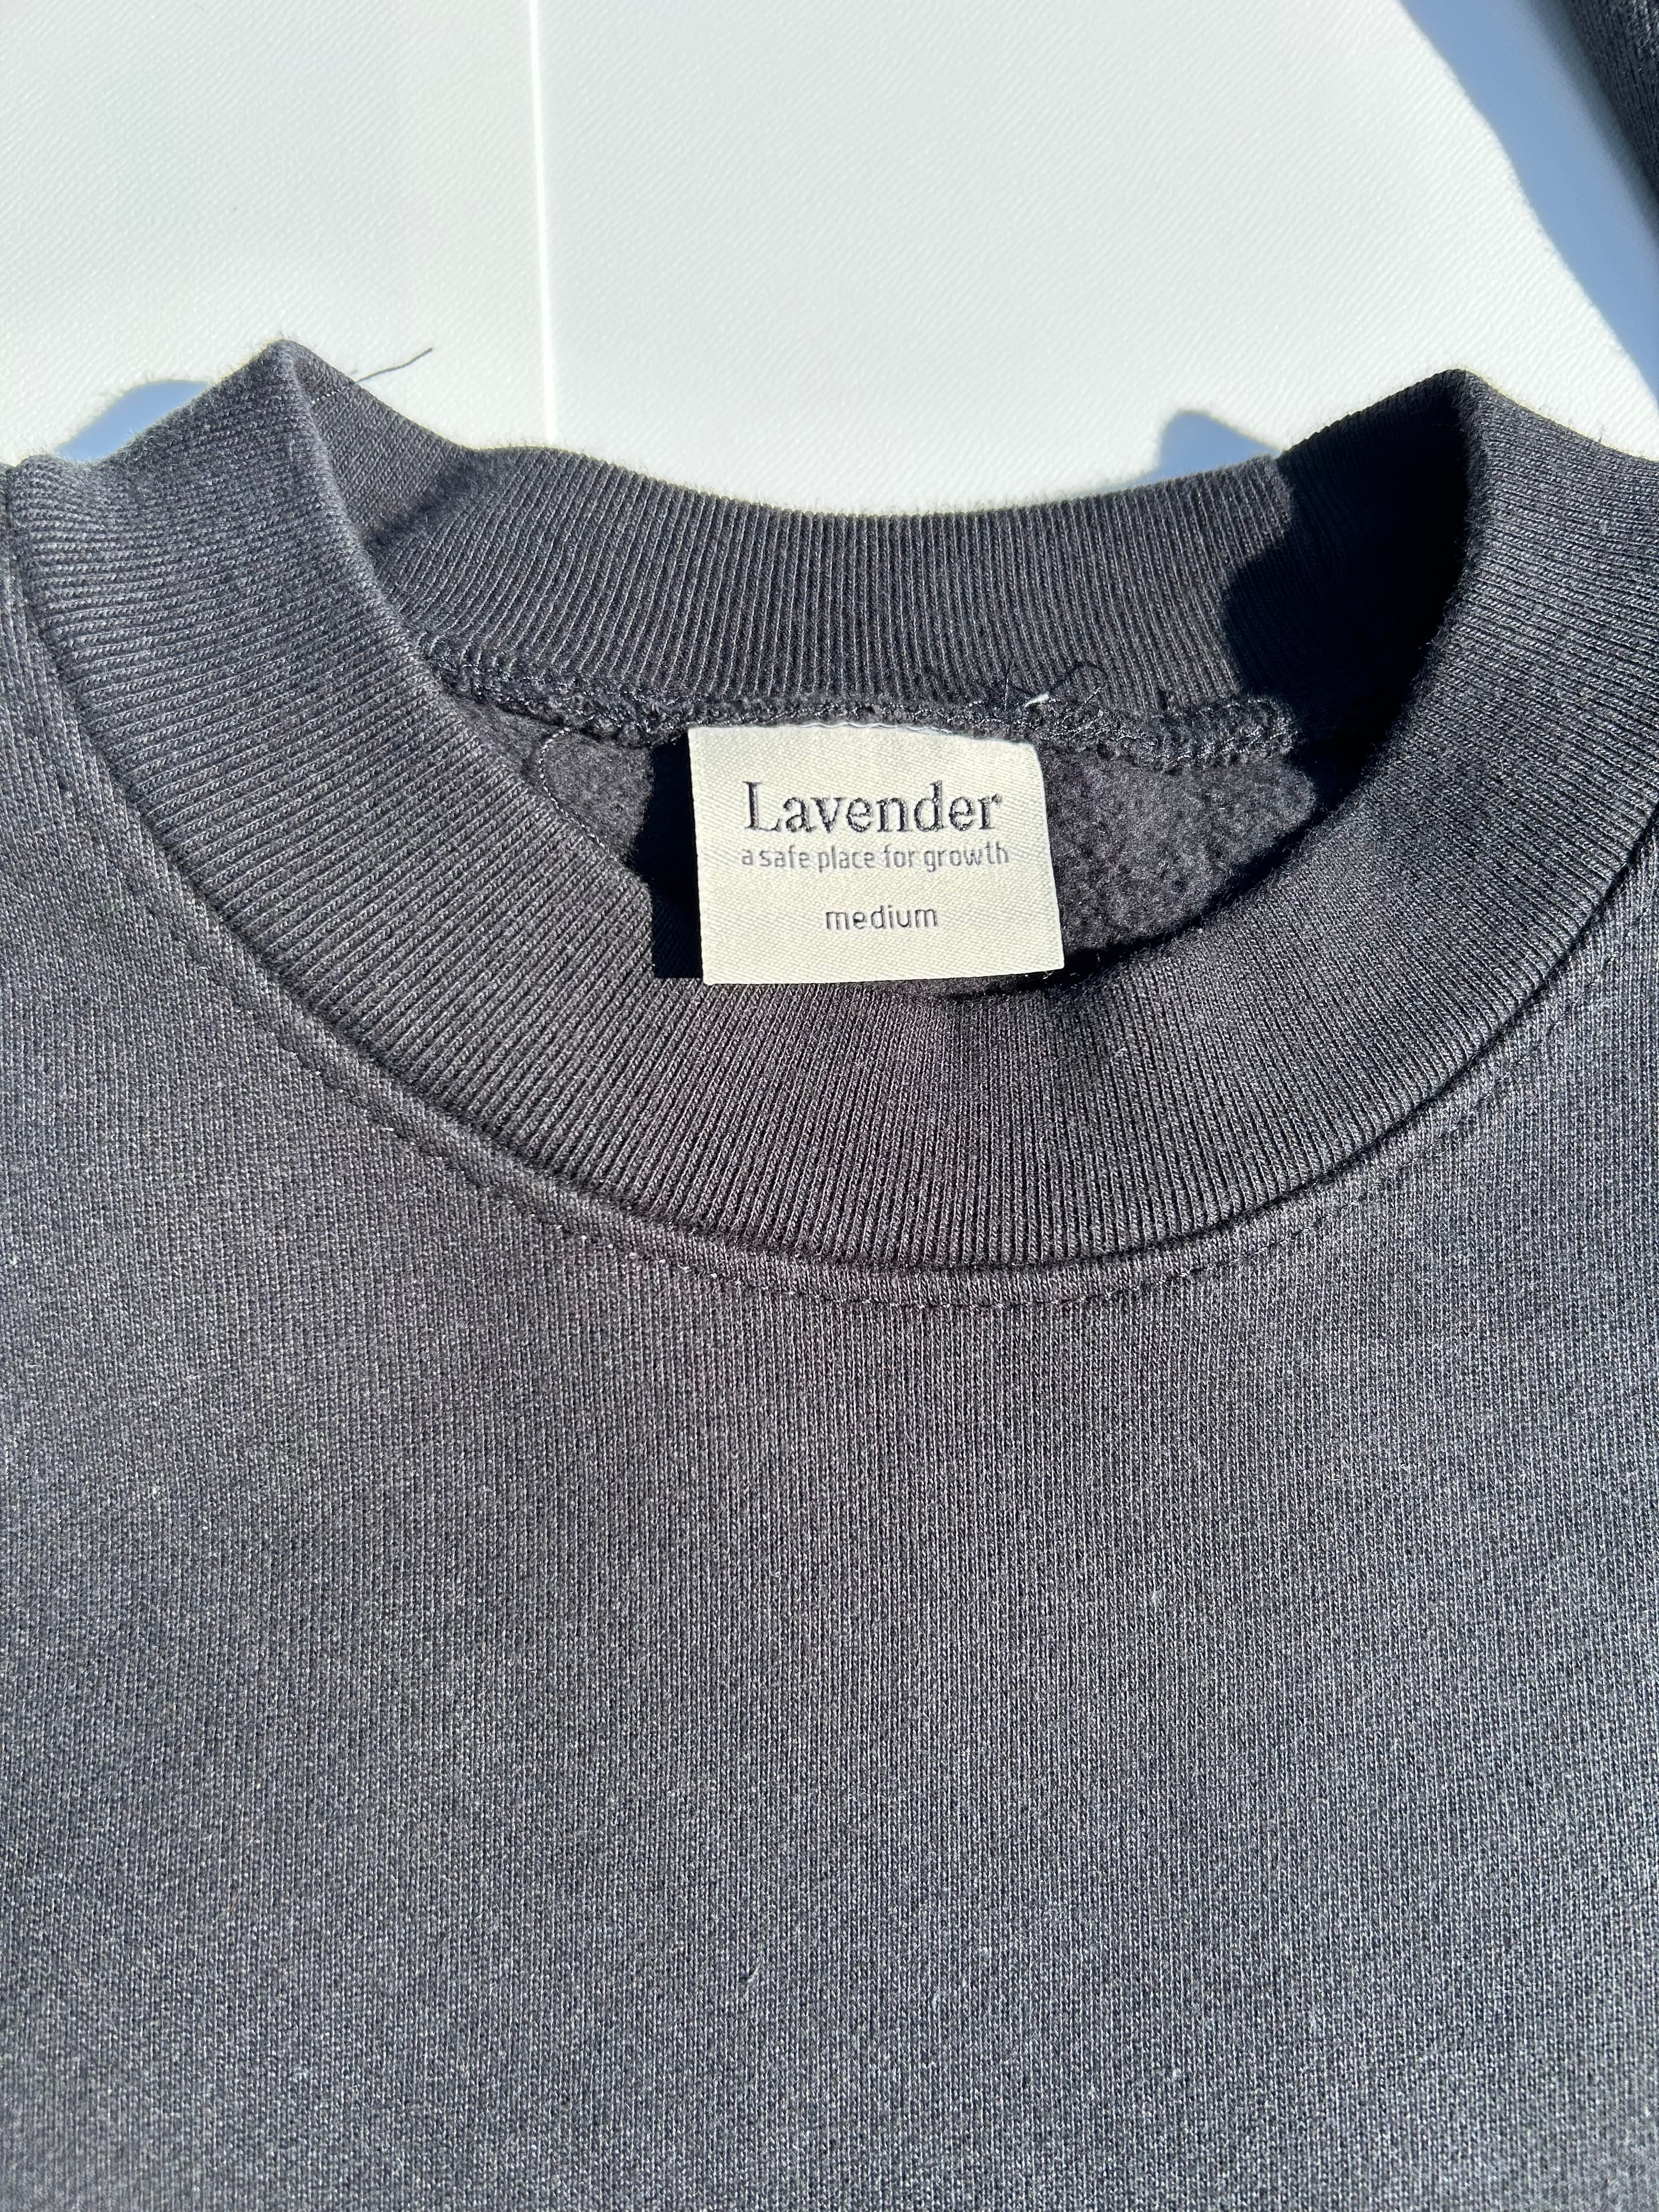 Lavender
a safe place for growth
medium